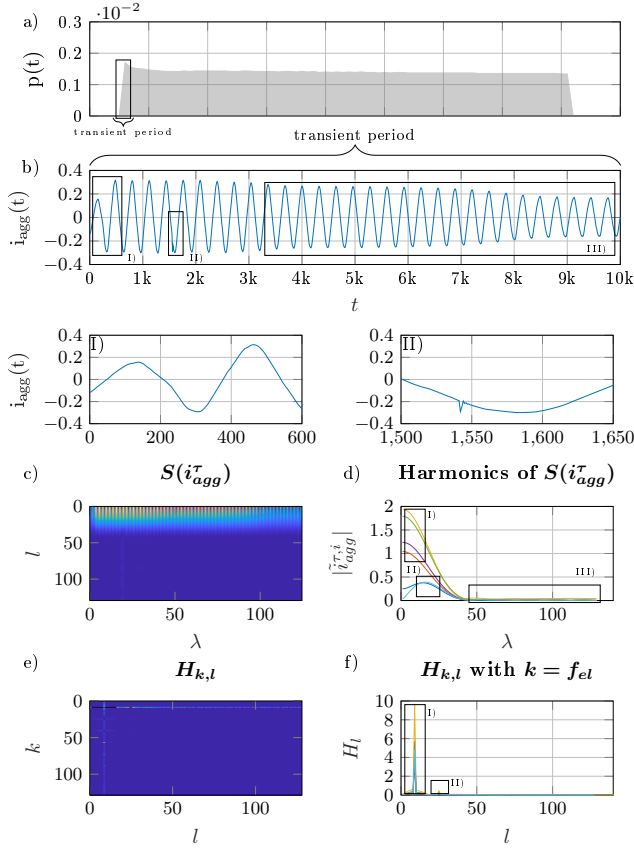 a)
·10⁻²
0.3
0.2
0.1
0
p(t)
transient period
transient period
b)
0.4
0.2
0
−0.2
−0.4
i_agg(t)
I)
II)
III)
0 1k 2k 3k 4k 5k 6k 7k 8k 9k 10k
t
I)
0.4
0.2
0
−0.2
−0.4
i_agg(t)
0 200 400 600
II)
0.4
0.2
0
−0.2
−0.4
1,500 1,550 1,600 1,650
c)
S(i^τ_agg)
0
50
100
l
0 50 100
λ
d)
Harmonics of S(i^τ_agg)
2
1.5
1
0.5
0
|ĩ^{τ,i}_agg|
I)
II)
III)
0 50 100
λ
e)
H_{k,l}
0
50
100
k
0 50 100
l
f)
H_{k,l} with k = f_el
10
8
6
4
2
0
H_l
I)
II)
0 50 100
l